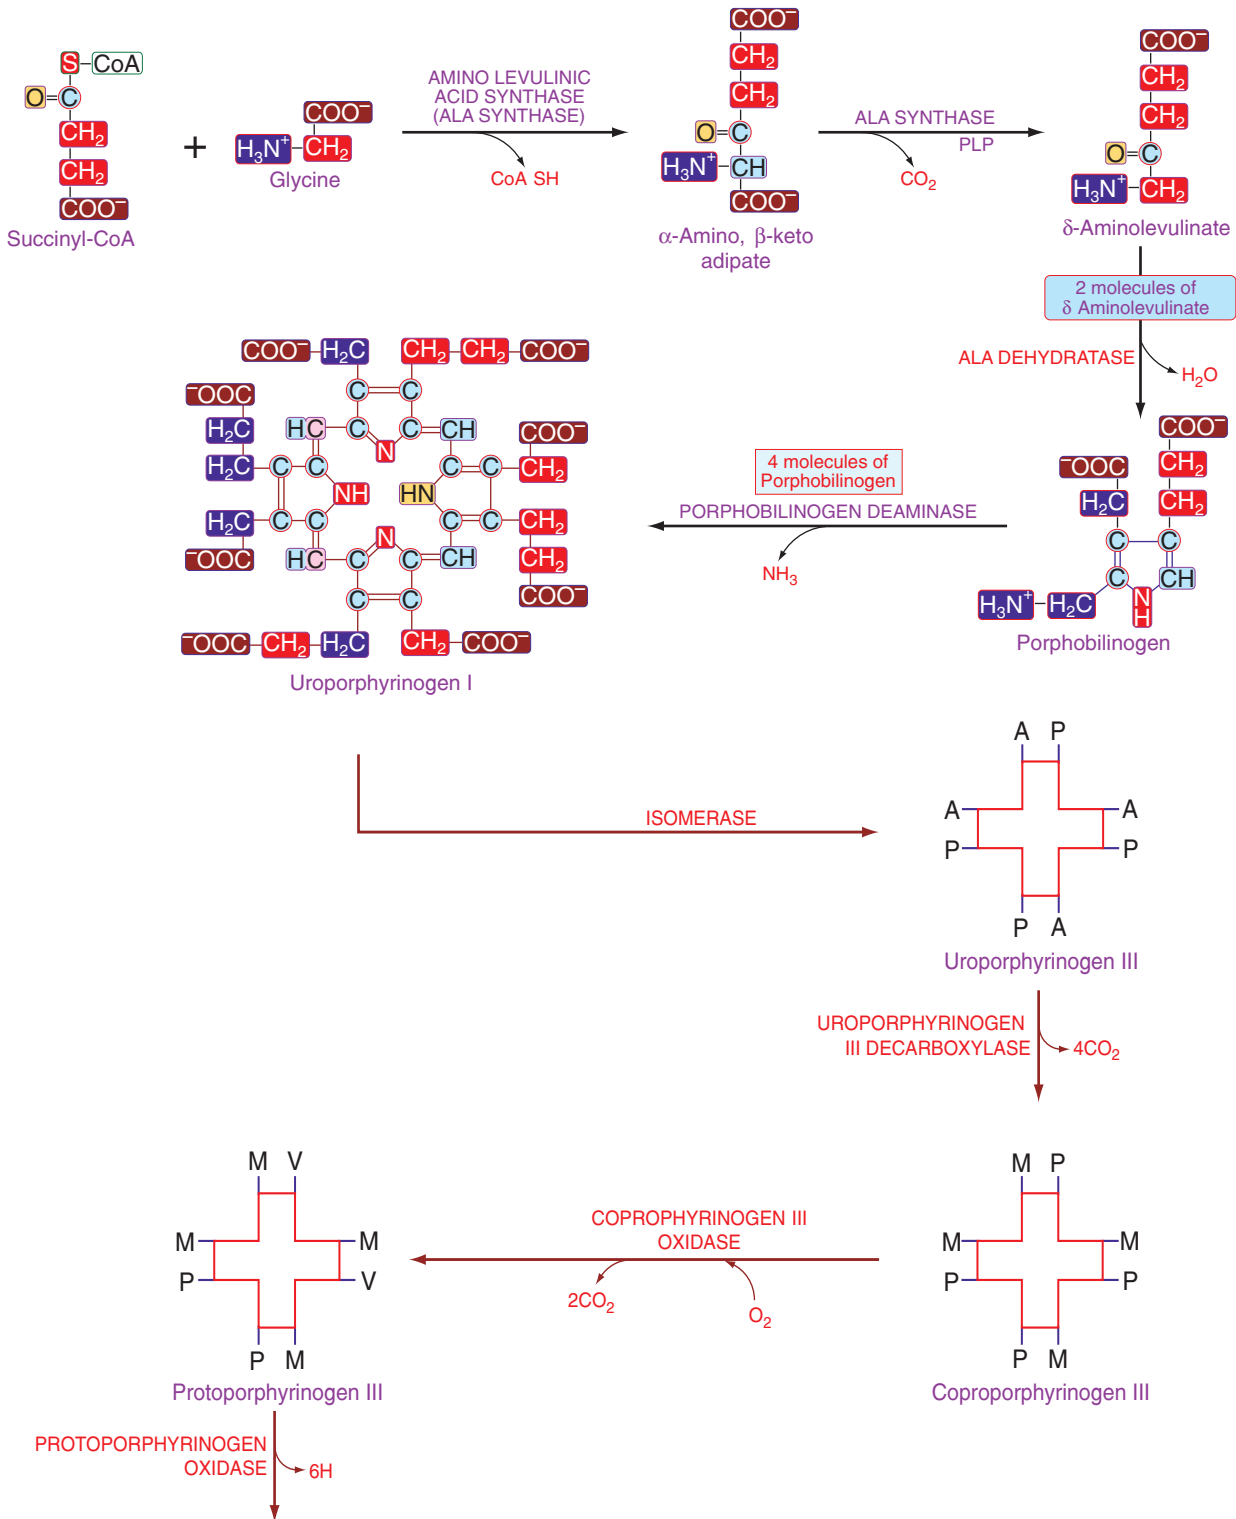 S–CoA
O=C
CH₂
CH₂
COO⁻
Succinyl-CoA
+
COO⁻
H₃N⁺–CH₂
Glycine
AMINO LEVULINIC
ACID SYNTHASE
(ALA SYNTHASE)
CoA SH
COO⁻
CH₂
CH₂
O=C
H₃N⁺–CH
COO⁻
α-Amino, β-keto
adipate
ALA SYNTHASE
PLP
CO₂
COO⁻
CH₂
CH₂
O=C
H₃N⁺–CH₂
δ-Aminolevulinate
2 molecules of
δ Aminolevulinate
ALA DEHYDRATASE
H₂O
COO⁻
⁻OOC CH₂
H₂C CH₂
C C
C CH
H₃N⁺–H₂C N
H
Porphobilinogen
4 molecules of
Porphobilinogen
PORPHOBILINOGEN DEAMINASE
NH₃
COO⁻–H₂C CH₂–CH₂–COO⁻
⁻OOC C=C
H₂C HC C C=CH COO⁻
N
H₂C–C C C=C–CH₂
NH HN
H₂C–C C C=C–CH₂
N
⁻OOC HC–C C=CH CH₂
C=C COO⁻
⁻OOC–CH₂–H₂C CH₂–COO⁻
Uroporphyrinogen I
ISOMERASE
A P
A A
P P
P A
Uroporphyrinogen III
UROPORPHYRINOGEN
III DECARBOXYLASE
4CO₂
M P
M M
P P
P M
Coproporphyrinogen III
COPROPHYRINOGEN III
OXIDASE
2CO₂
O₂
M V
M M
P V
P M
Protoporphyrinogen III
PROTOPORPHYRINOGEN
OXIDASE
6H